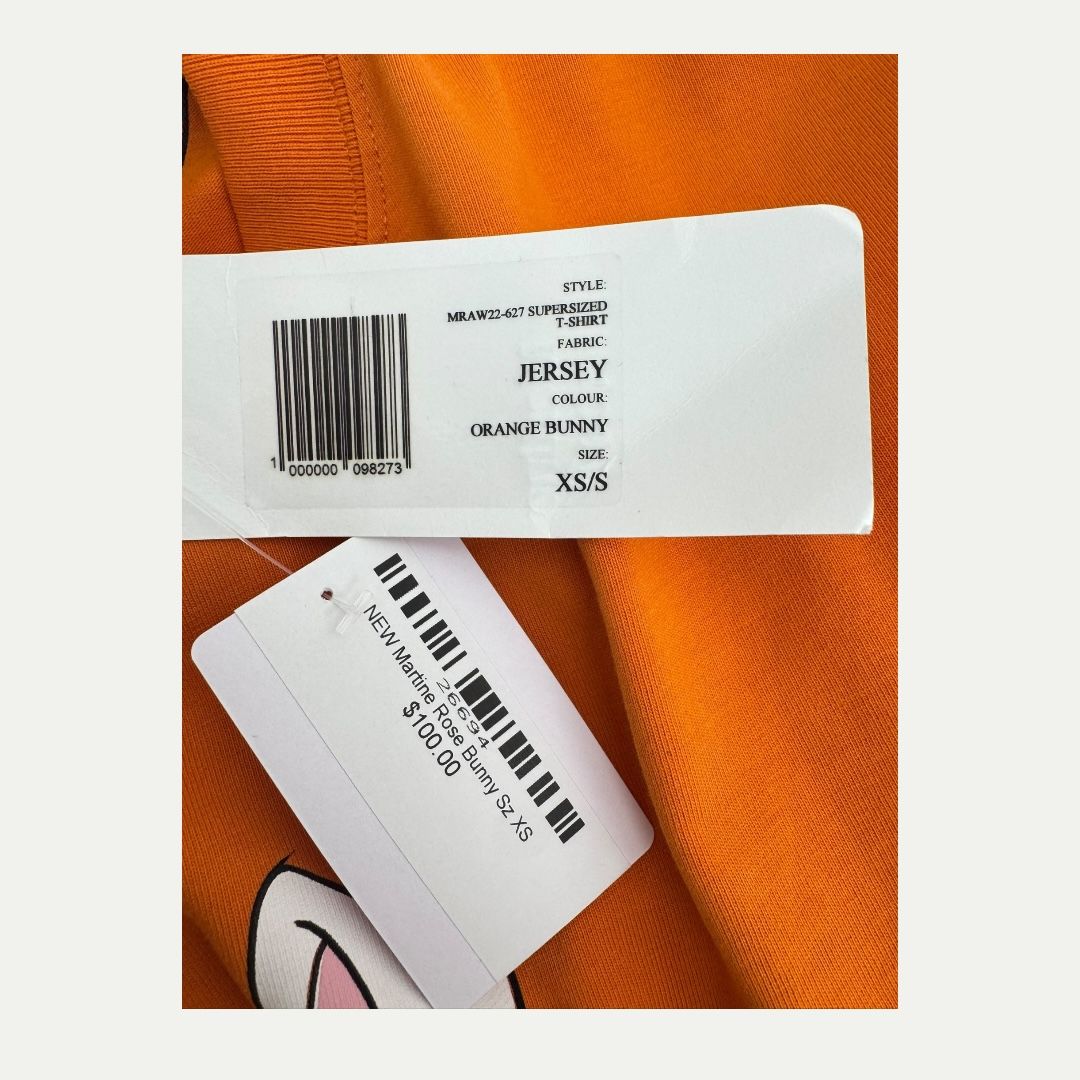 STYLE:
MRAW22-627 SUPERSIZED
T-SHIRT
FABRIC:
JERSEY
COLOUR:
ORANGE BUNNY
SIZE:
XS/S
1 000000 098273
26694
NEW Martine Rose Bunny Sz XS
$100.00